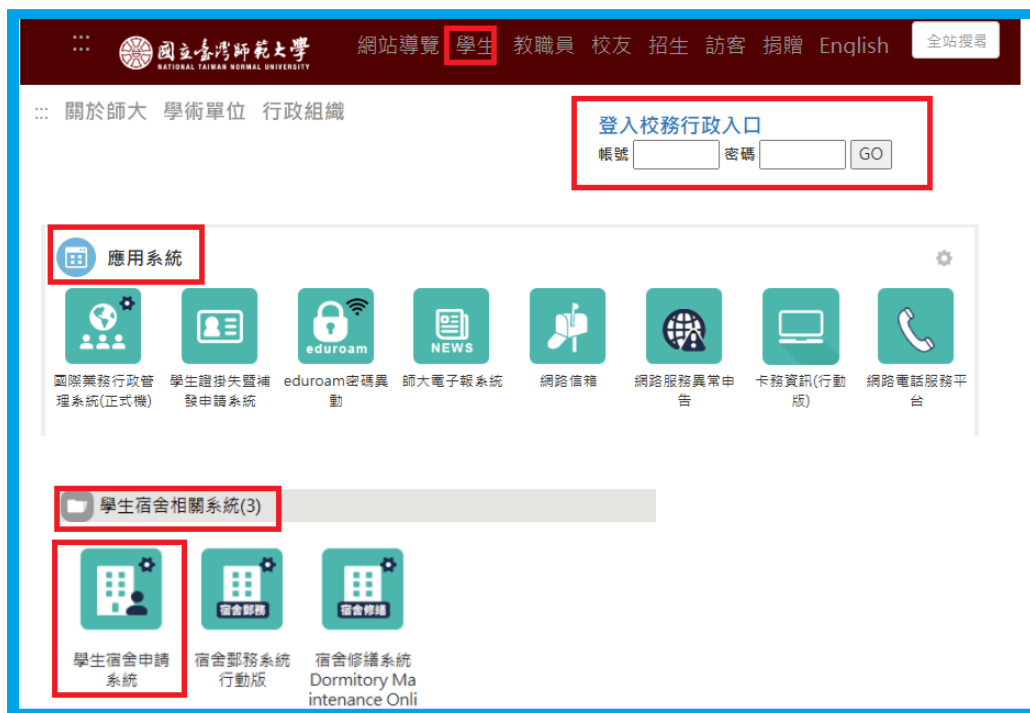 國立臺灣師範大學
NATIONAL TAIWAN NORMAL UNIVERSITY
網站導覽 學生 教職員 校友 招生 訪客 捐贈 English 全站搜尋
::: 關於師大 學術單位 行政組織
登入校務行政入口
帳號 密碼 GO
應用系統
eduroam
NEWS
國際業務行政管
理系統(正式機)
學生證掛失暨補
發申請系統
eduroam密碼異
動
師大電子報系統
網路信箱
網路服務異常申
告
卡務資訊(行動
版)
網路電話服務平
台
學生宿舍相關系統(3)
宿舍郵務
宿舍修繕
學生宿舍申請
系統
宿舍郵務系統
行動版
宿舍修繕系統
Dormitory Ma
intenance Onli